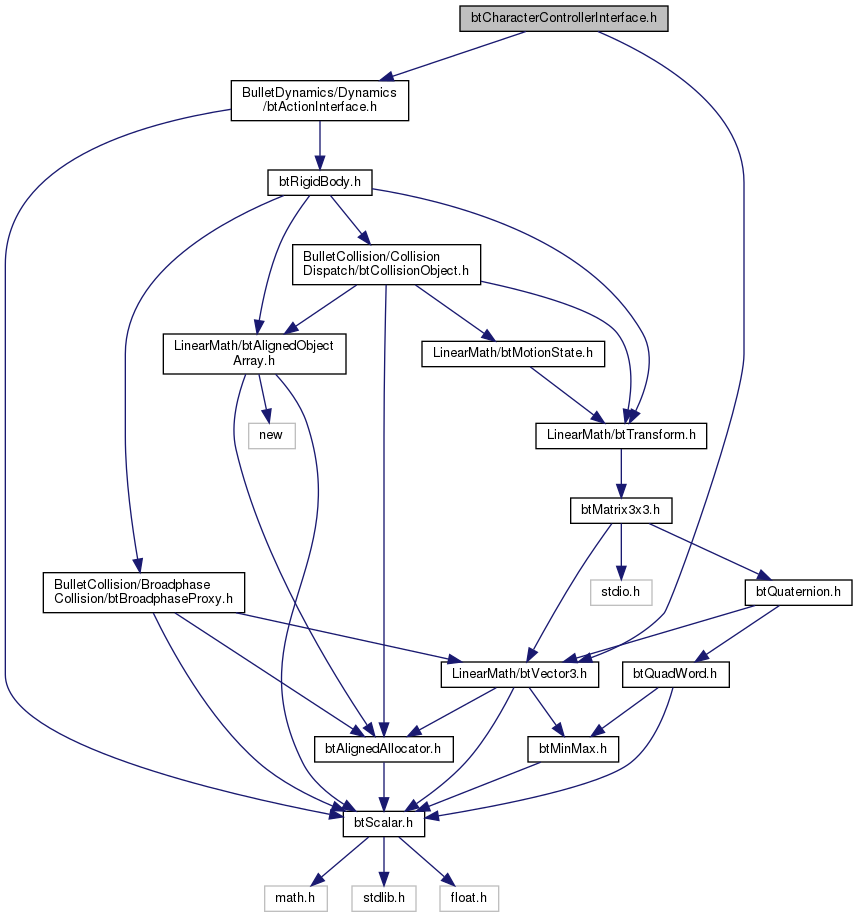 btCharacterControllerInterface.h
BulletDynamics/Dynamics
/btActionInterface.h
btRigidBody.h
BulletCollision/Collision
Dispatch/btCollisionObject.h
LinearMath/btAlignedObject
Array.h
LinearMath/btMotionState.h
new
LinearMath/btTransform.h
btMatrix3x3.h
BulletCollision/Broadphase
Collision/btBroadphaseProxy.h
stdio.h
btQuaternion.h
LinearMath/btVector3.h
btQuadWord.h
btAlignedAllocator.h
btMinMax.h
btScalar.h
math.h
stdlib.h
float.h